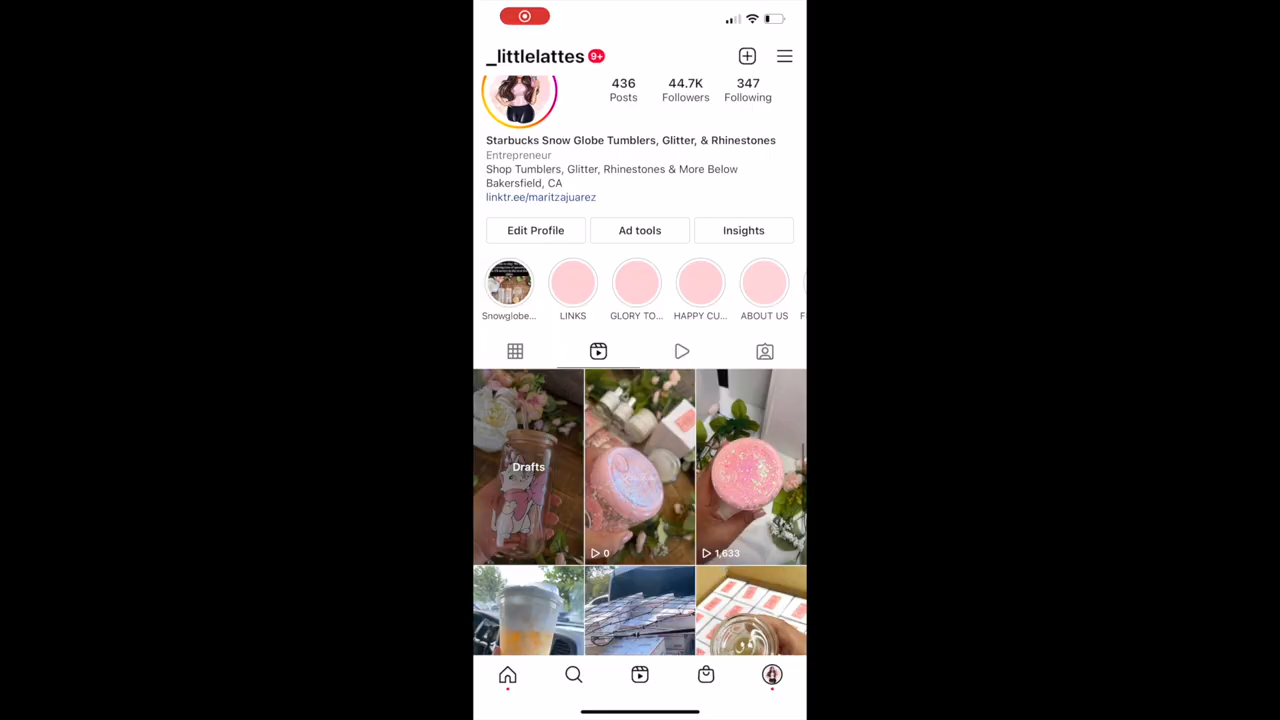 _littlelattes 9+
436 44.7K 347
Posts Followers Following
Starbucks Snow Globe Tumblers, Glitter, & Rhinestones
Entrepreneur
Shop Tumblers, Glitter, Rhinestones & More Below
Bakersfield, CA
linktr.ee/maritzajuarez
Edit Profile Ad tools Insights
Snowglobe... LINKS GLORY TO... HAPPY CU... ABOUT US F
Drafts
0 1,633